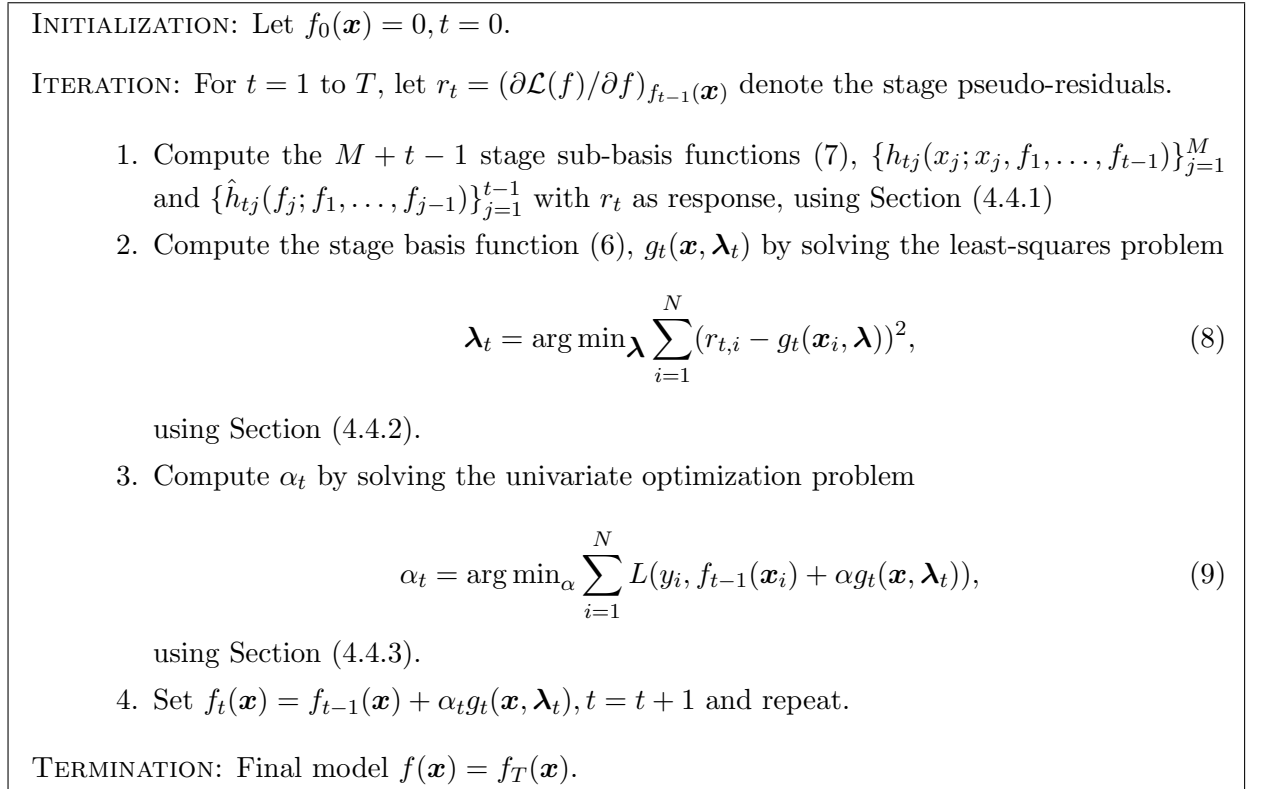 INITIALIZATION: Let f_0(𝒙) = 0, t = 0.
ITERATION: For t = 1 to T, let r_t = (∂ℒ(f)/∂f)_{f_{t−1}(𝒙)} denote the stage pseudo-residuals.
1. Compute the M + t − 1 stage sub-basis functions (7), {h_{tj}(x_j; x_j, f_1, . . . , f_{t−1})}_{j=1}^{M}
and {ĥ_{tj}(f_j; f_1, . . . , f_{j−1})}_{j=1}^{t−1} with r_t as response, using Section (4.4.1)
2. Compute the stage basis function (6), g_t(𝒙, 𝝀_t) by solving the least-squares problem
𝝀_t = arg min_𝝀 ∑_{i=1}^{N} (r_{t,i} − g_t(𝒙_i, 𝝀))^2, (8)
using Section (4.4.2).
3. Compute α_t by solving the univariate optimization problem
α_t = arg min_α ∑_{i=1}^{N} L(y_i, f_{t−1}(𝒙_i) + αg_t(𝒙, 𝝀_t)), (9)
using Section (4.4.3).
4. Set f_t(𝒙) = f_{t−1}(𝒙) + α_t g_t(𝒙, 𝝀_t), t = t + 1 and repeat.
TERMINATION: Final model f(𝒙) = f_T(𝒙).